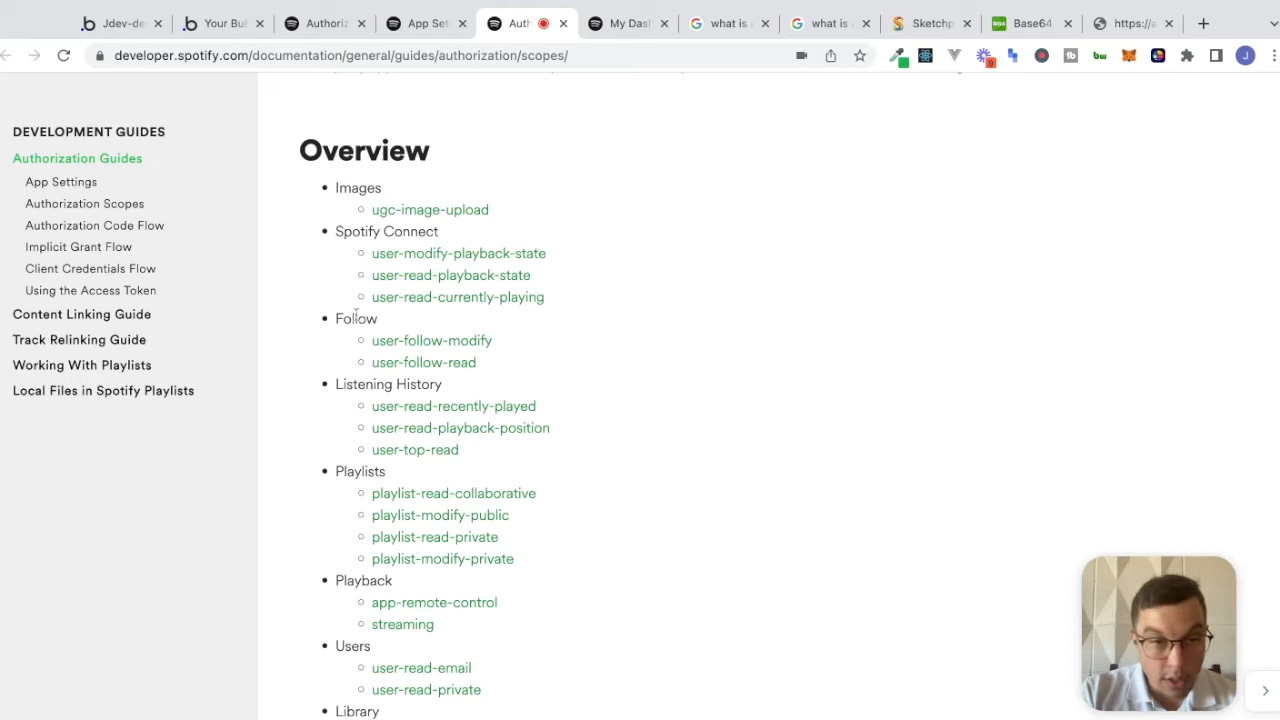 Jdev-de
Your Bu
Authoriz
App Set
Auth
My Das
what is
what is
Sketchp
Base64
https://a
developer.spotify.com/documentation/general/guides/authorization/scopes/
DEVELOPMENT GUIDES
Authorization Guides
App Settings
Authorization Scopes
Authorization Code Flow
Implicit Grant Flow
Client Credentials Flow
Using the Access Token
Content Linking Guide
Track Relinking Guide
Working With Playlists
Local Files in Spotify Playlists
Overview
Images
ugc-image-upload
Spotify Connect
user-modify-playback-state
user-read-playback-state
user-read-currently-playing
Follow
user-follow-modify
user-follow-read
Listening History
user-read-recently-played
user-read-playback-position
user-top-read
Playlists
playlist-read-collaborative
playlist-modify-public
playlist-read-private
playlist-modify-private
Playback
app-remote-control
streaming
Users
user-read-email
user-read-private
Library